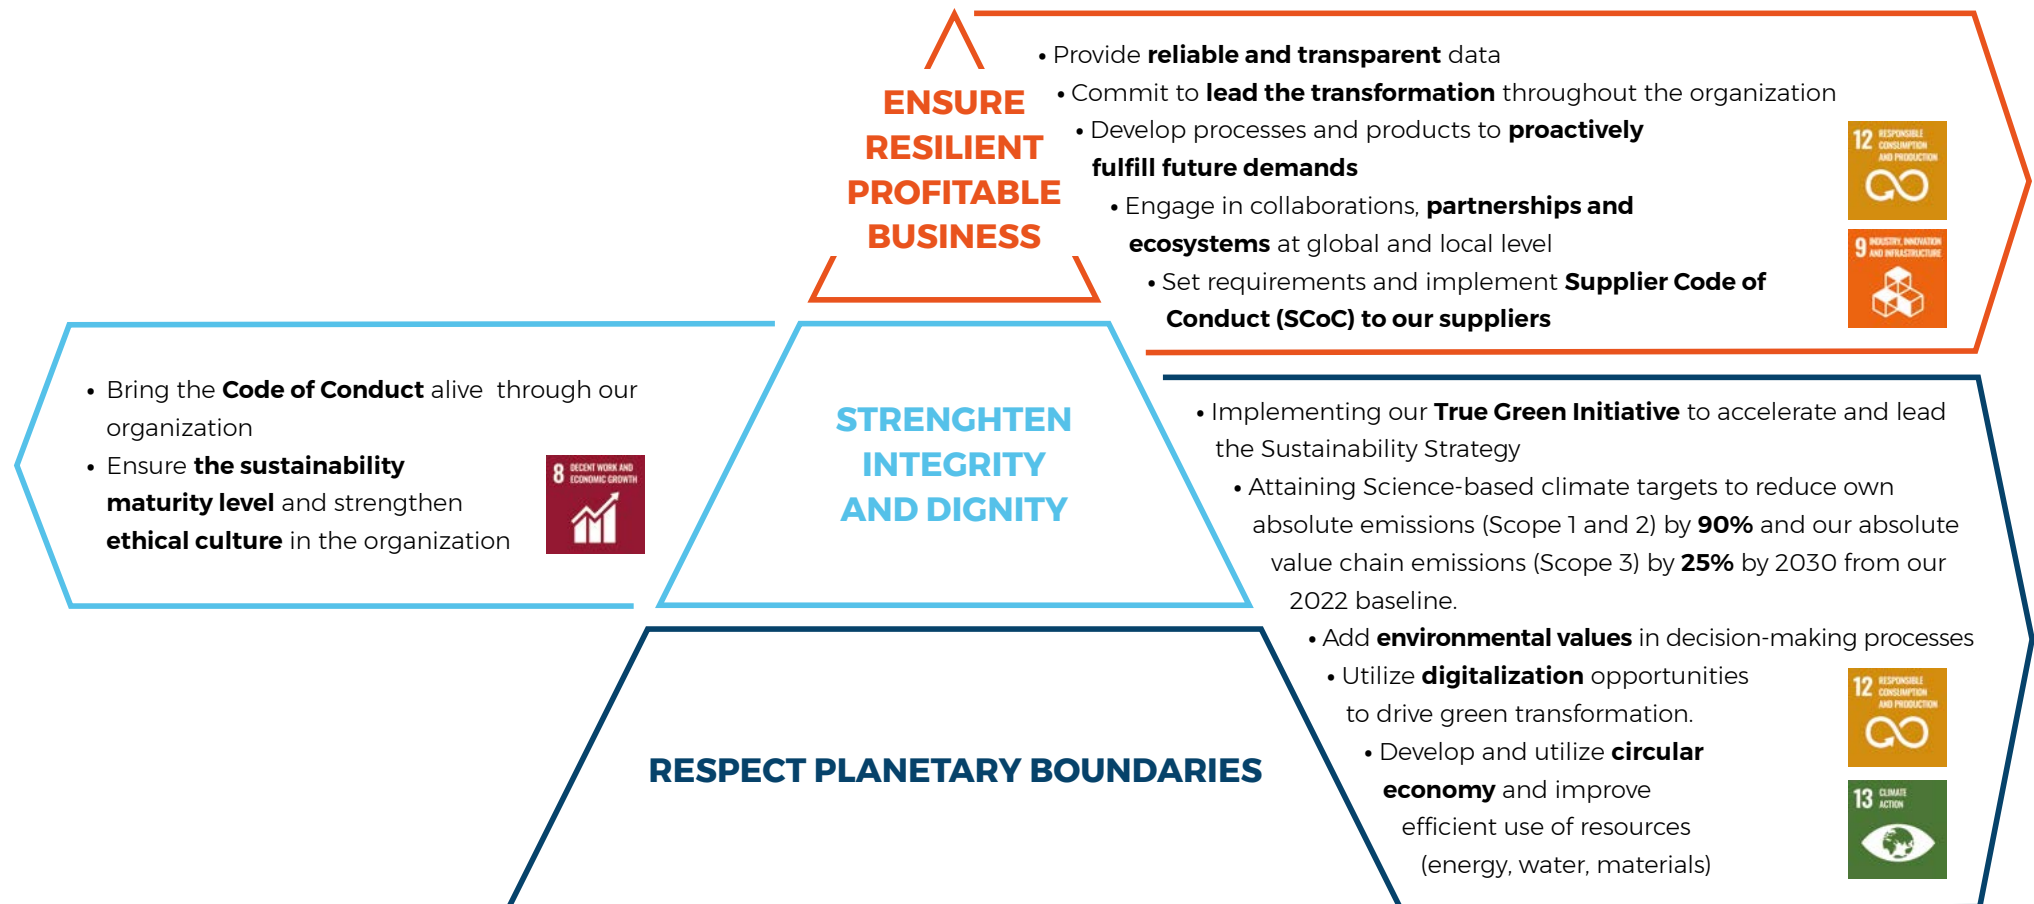 ENSURE
RESILIENT
PROFITABLE
BUSINESS
• Provide reliable and transparent data
• Commit to lead the transformation throughout the organization
• Develop processes and products to proactively
fulfill future demands
• Engage in collaborations, partnerships and
ecosystems at global and local level
• Set requirements and implement Supplier Code of
Conduct (SCoC) to our suppliers
12 RESPONSIBLE
CONSUMPTION
AND PRODUCTION
9 INDUSTRY, INNOVATION
AND INFRASTRUCTURE
• Bring the Code of Conduct alive through our
organization
• Ensure the sustainability
maturity level and strengthen
ethical culture in the organization
8 DECENT WORK AND
ECONOMIC GROWTH
STRENGHTEN
INTEGRITY
AND DIGNITY
• Implementing our True Green Initiative to accelerate and lead
the Sustainability Strategy
• Attaining Science-based climate targets to reduce own
absolute emissions (Scope 1 and 2) by 90% and our absolute
value chain emissions (Scope 3) by 25% by 2030 from our
2022 baseline.
• Add environmental values in decision-making processes
• Utilize digitalization opportunities
to drive green transformation.
• Develop and utilize circular
economy and improve
efficient use of resources
(energy, water, materials)
12 RESPONSIBLE
CONSUMPTION
AND PRODUCTION
13 CLIMATE
ACTION
RESPECT PLANETARY BOUNDARIES